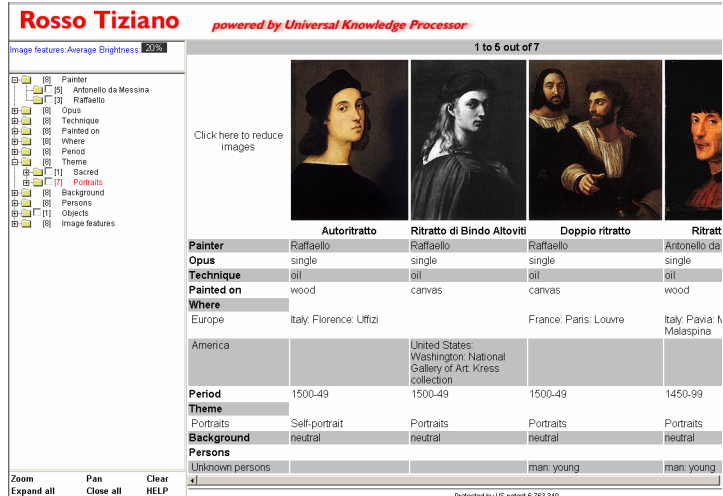 Rosso Tiziano
powered by Universal Knowledge Processor
Image features:Average Brightness: 20%
[8] Painter
[5] Antonello da Messina
[3] Raffaello
[8] Opus
[8] Technique
[8] Painted on
[8] Where
[8] Period
[8] Theme
[1] Sacred
[7] Portraits
[8] Background
[8] Persons
[1] Objects
[8] Image features
Zoom Pan Clear
Expand all Close all HELP
1 to 5 out of 7
Click here to reduce
images
Autoritratto Ritratto di Bindo Altoviti Doppio ritratto Ritratt
Painter Raffaello Raffaello Raffaello Antonello da
Opus single single single single
Technique oil oil oil oil
Painted on wood canvas canvas wood
Where
Europe Italy: Florence: Uffizi France: Paris: Louvre Italy: Pavia: M
Malaspina
America United States:
Washington: National
Gallery of Art: Kress
collection
Period 1500-49 1500-49 1500-49 1450-99
Theme
Portraits Self-portrait Portraits Portraits Portraits
Background neutral neutral neutral neutral
Persons
Unknown persons man: young man: young
Protected by US patent 6,763,349